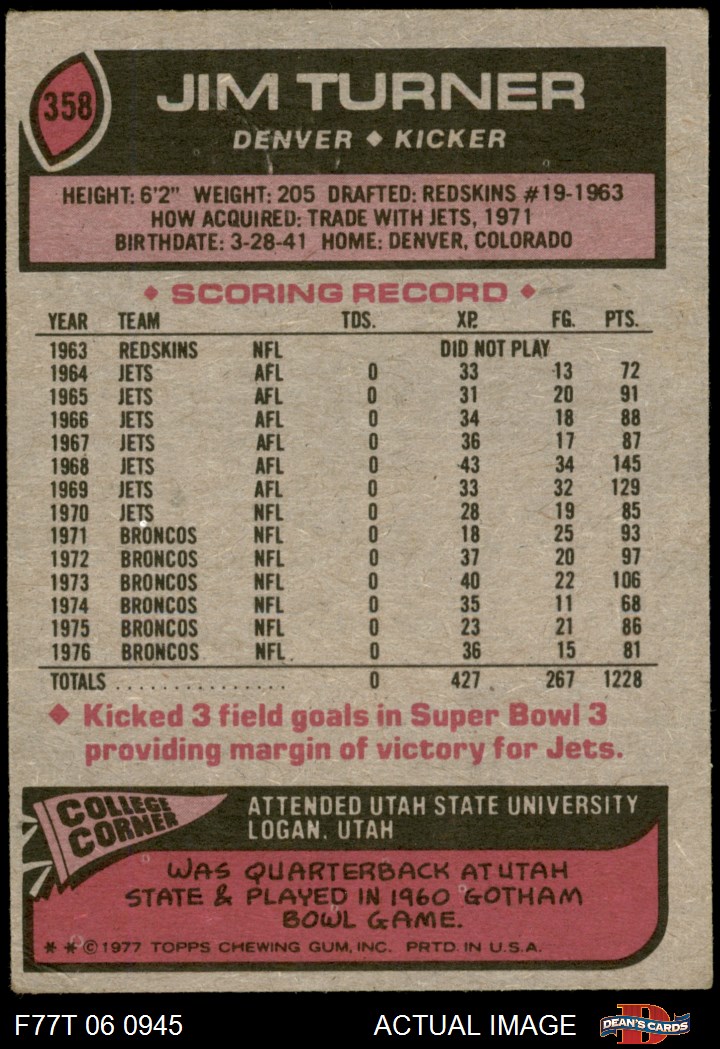 358
JIM TURNER
DENVER ◆ KICKER
HEIGHT: 6'2" WEIGHT: 205 DRAFTED: REDSKINS #19-1963
HOW ACQUIRED: TRADE WITH JETS, 1971
BIRTHDATE: 3-28-41 HOME: DENVER, COLORADO
◆ SCORING RECORD ◆
YEAR TEAM TDS. XP. FG. PTS.
1963 REDSKINS NFL DID NOT PLAY
1964 JETS AFL 0 33 13 72
1965 JETS AFL 0 31 20 91
1966 JETS AFL 0 34 18 88
1967 JETS AFL 0 36 17 87
1968 JETS AFL 0 43 34 145
1969 JETS AFL 0 33 32 129
1970 JETS NFL 0 28 19 85
1971 BRONCOS NFL 0 18 25 93
1972 BRONCOS NFL 0 37 20 97
1973 BRONCOS NFL 0 40 22 106
1974 BRONCOS NFL 0 35 11 68
1975 BRONCOS NFL 0 23 21 86
1976 BRONCOS NFL. 0 36 15 81
TOTALS ................ 0 427 267 1228
◆ Kicked 3 field goals in Super Bowl 3
providing margin of victory for Jets.
COLLEGE
CORNER
ATTENDED UTAH STATE UNIVERSITY
LOGAN, UTAH
WAS QUARTERBACK AT UTAH
STATE & PLAYED IN 1960 GOTHAM
BOWL GAME.
* * © 1977 TOPPS CHEWING GUM, INC. PRTD. IN U.S.A.
F77T 06 0945 ACTUAL IMAGE
D
DEAN'S CARDS